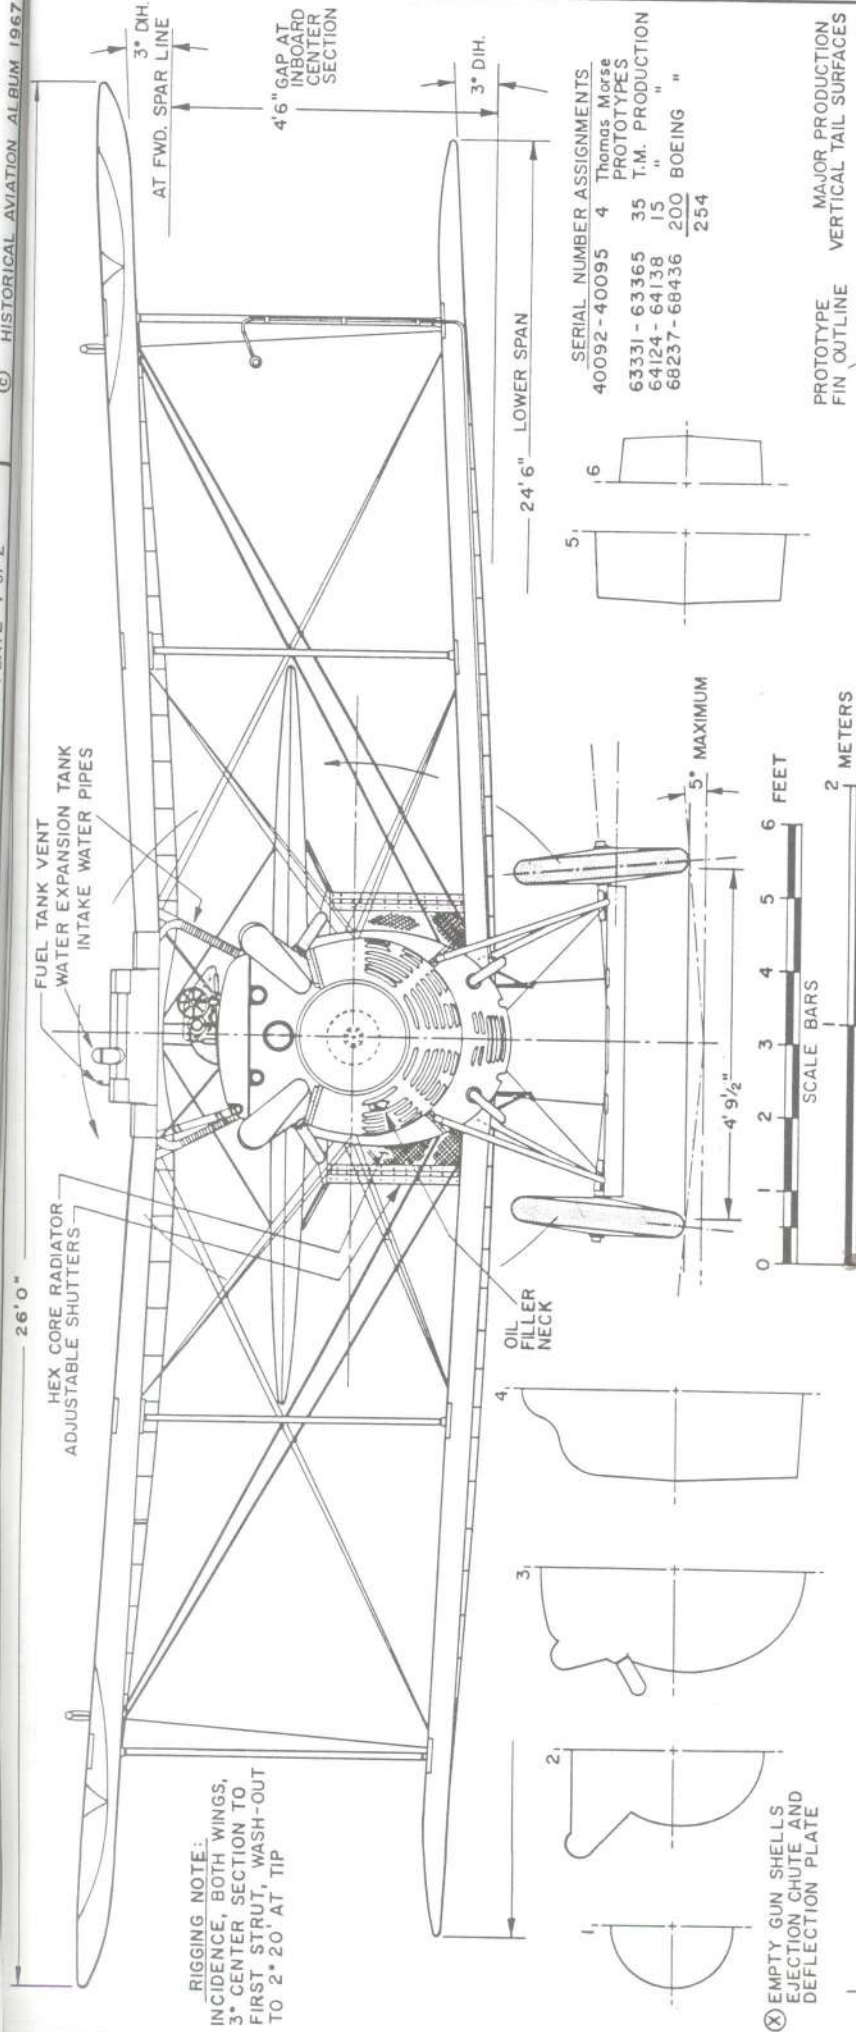 © HISTORICAL AVIATION ALBUM 1967
26'0"
3° DIH.
AT FWD. SPAR LINE
4'6" GAP AT
INBOARD
CENTER
SECTION
3° DIH.
FUEL TANK VENT
WATER EXPANSION TANK
INTAKE WATER PIPES
HEX CORE RADIATOR
ADJUSTABLE SHUTTERS
RIGGING NOTE:
INCIDENCE, BOTH WINGS,
3° CENTER SECTION TO
FIRST STRUT, WASH-OUT
TO 2° 20' AT TIP
OIL
FILLER
NECK
24' 6" LOWER SPAN
SERIAL NUMBER ASSIGNMENTS
40092-40095 4 Thomas Morse
PROTOTYPES
63331-63365 35 T.M. PRODUCTION
64124-64138 15 " "
68237-68436 200 BOEING "
254
5° MAXIMUM
4' 9½"
0 1 2 3 4 5 6 FEET
SCALE BARS
1 2 METERS
1 2 3 4 5 6
Ⓧ EMPTY GUN SHELLS
EJECTION CHUTE AND
DEFLECTION PLATE
PROTOTYPE
FIN OUTLINE
MAJOR PRODUCTION
VERTICAL TAIL SURFACES